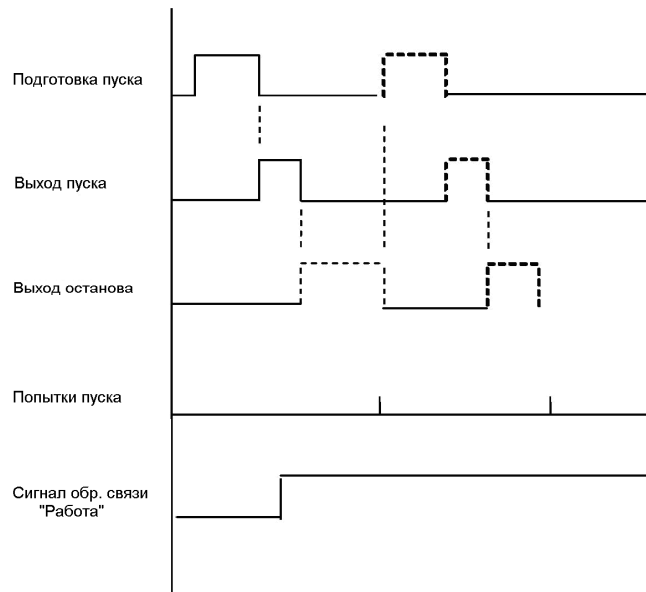 Подготовка пуска
Выход пуска
Выход останова
Попытки пуска
Сигнал обр. связи
"Работа"